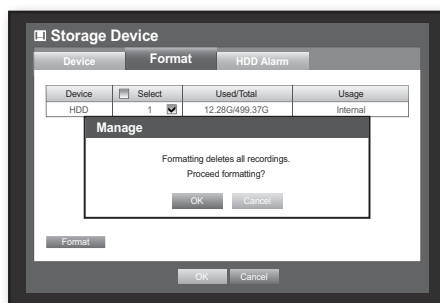 Storage Device
Device Format HDD Alarm
Device Select Used/Total Usage
HDD 1 12.28G/499.37G Internal
Manage
Formatting deletes all recordings.
Proceed formatting?
OK Cancel
Format
OK Cancel